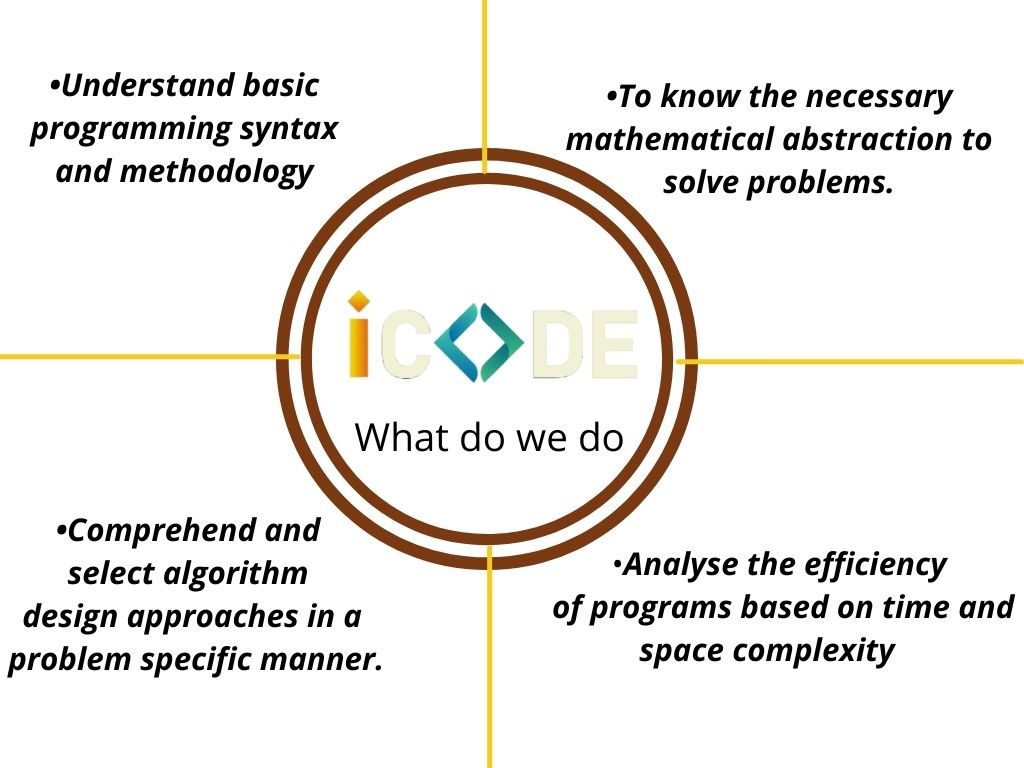 •Understand basic
programming syntax
and methodology
•To know the necessary
mathematical abstraction to
solve problems.
iCODE
What do we do
•Comprehend and
select algorithm
design approaches in a
problem specific manner.
•Analyse the efficiency
of programs based on time and
space complexity